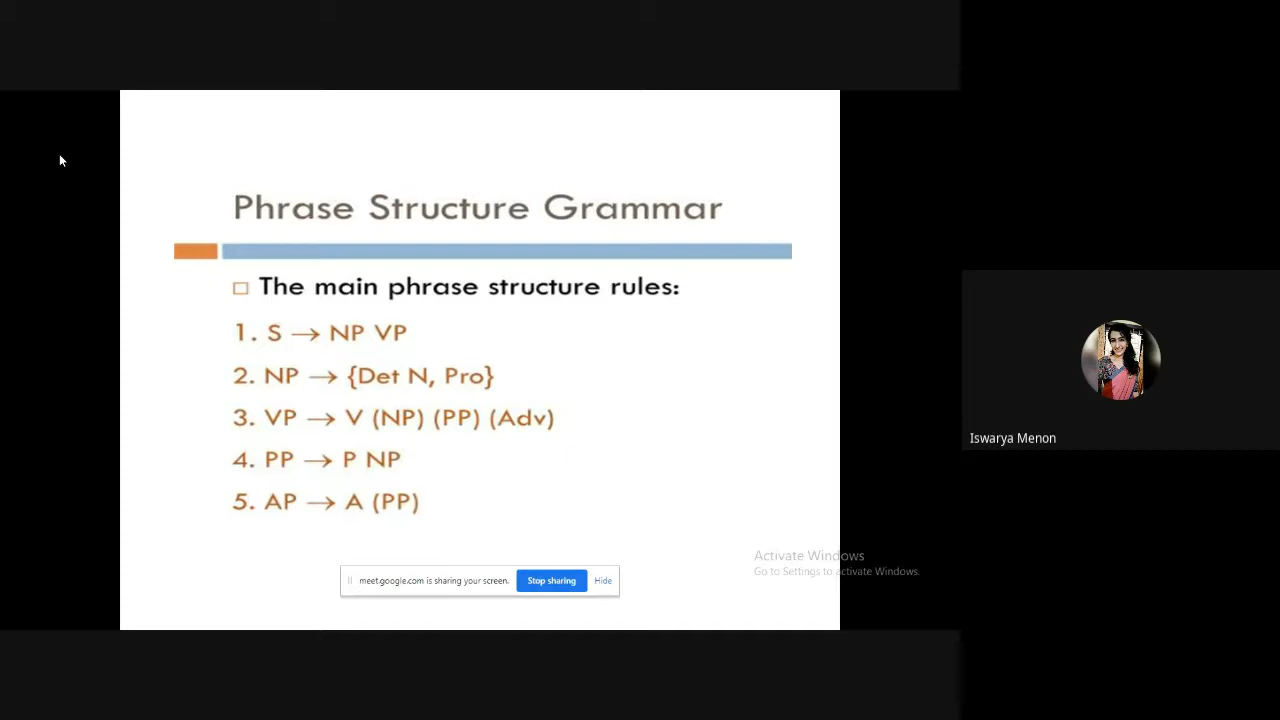 Phrase Structure Grammar
The main phrase structure rules:
1. S → NP VP
2. NP → {Det N, Pro}
3. VP → V (NP) (PP) (Adv)
4. PP → P NP
5. AP → A (PP)
Iswarya Menon
Activate Windows
Go to Settings to activate Windows.
meet.google.com is sharing your screen. Stop sharing Hide